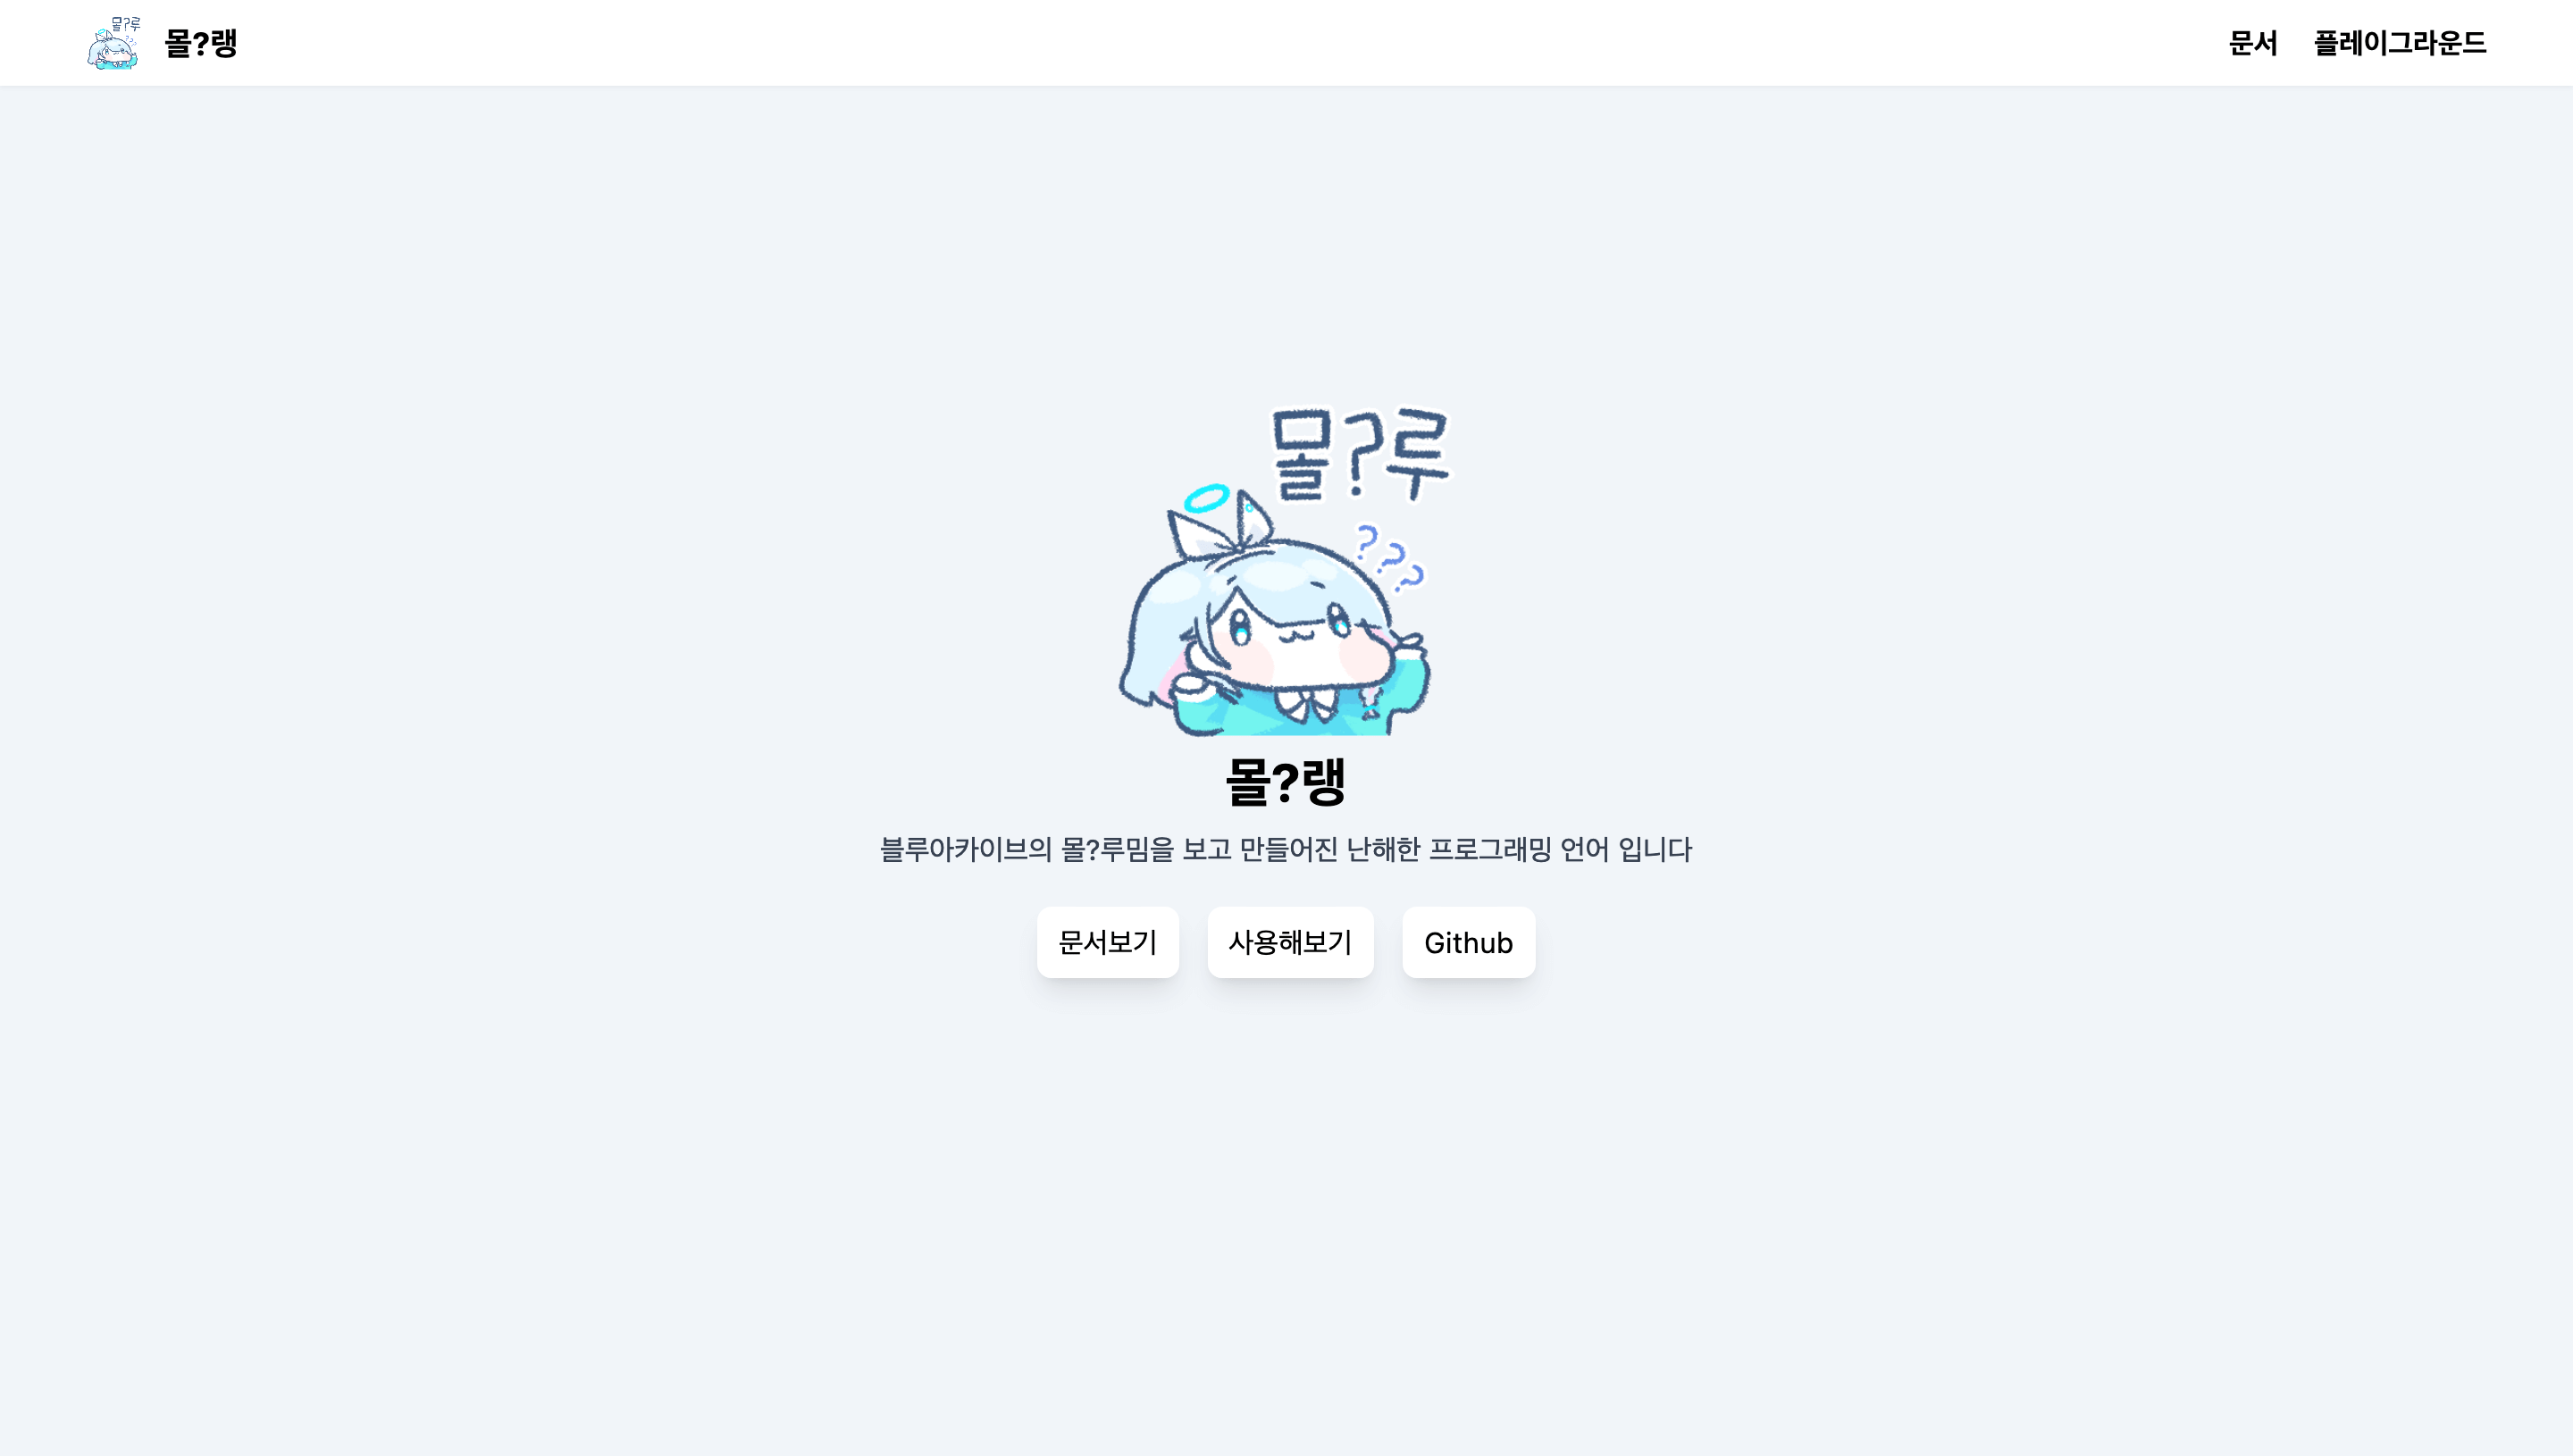 몰?루
몰?랭
문서 플레이그라운드
몰?루
???
몰?랭
블루아카이브의 몰?루밈을 보고 만들어진 난해한 프로그래밍 언어 입니다
문서보기 사용해보기 Github